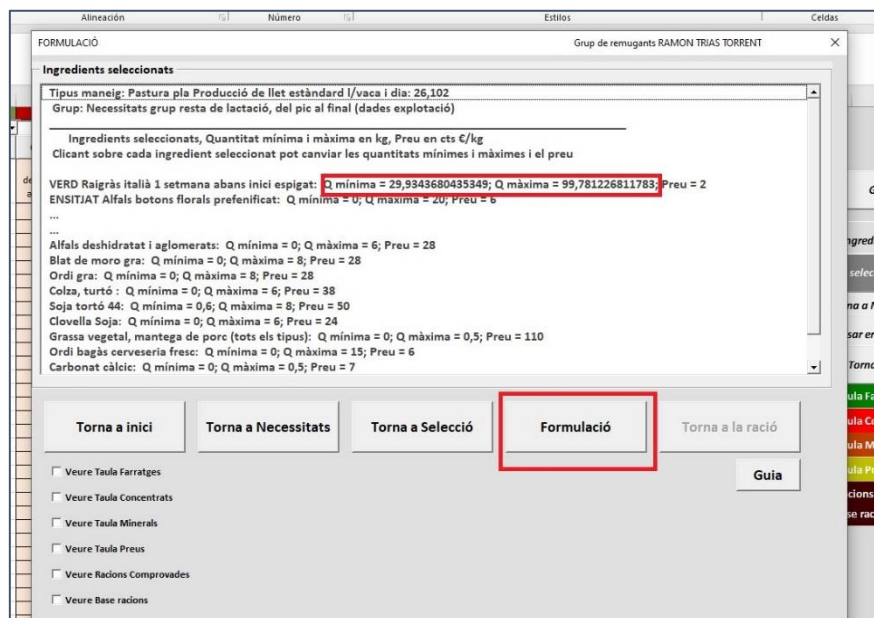 Alineación
Número
Estilos
Celdas
FORMULACIÓ
Grup de remugants RAMON TRIAS TORRENT
Ingredients seleccionats
Tipus maneig: Pastura pla Producció de llet estàndard l/vaca i dia: 26,102
Grup: Necessitats grup resta de lactació, del pic al final (dades explotació)
Ingredients seleccionats, Quantitat mínima i màxima en kg, Preu en cts €/kg
Clicant sobre cada ingredient seleccionat pot canviar les quantitats mínimes i màximes i el preu
VERD Raigràs italià 1 setmana abans inici espigat: Q mínima = 29,9343680435349; Q màxima = 99,781226811783; Preu = 2
ENSITJAT Alfals botons florals prefenificat: Q mínima = 0; Q màxima = 20; Preu = 6
...
...
Alfals deshidratat i aglomerats: Q mínima = 0; Q màxima = 6; Preu = 28
Blat de moro gra: Q mínima = 0; Q màxima = 8; Preu = 28
Ordi gra: Q mínima = 0; Q màxima = 8; Preu = 28
Colza, turtó : Q mínima = 0; Q màxima = 6; Preu = 38
Soja tortó 44: Q mínima = 0,6; Q màxima = 8; Preu = 50
Clovella Soja: Q mínima = 0; Q màxima = 6; Preu = 24
Grassa vegetal, mantega de porc (tots els tipus): Q mínima = 0; Q màxima = 0,5; Preu = 110
Ordi bagàs cerveseria fresc: Q mínima = 0; Q màxima = 15; Preu = 6
Carbonat càlcic: Q mínima = 0; Q màxima = 0,5; Preu = 7
Torna a inici
Torna a Necessitats
Torna a Selecció
Formulació
Torna a la ració
Guia
Veure Taula Farratges
Veure Taula Concentrats
Veure Taula Minerals
Veure Taula Preus
Veure Racions Comprovades
Veure Base racions